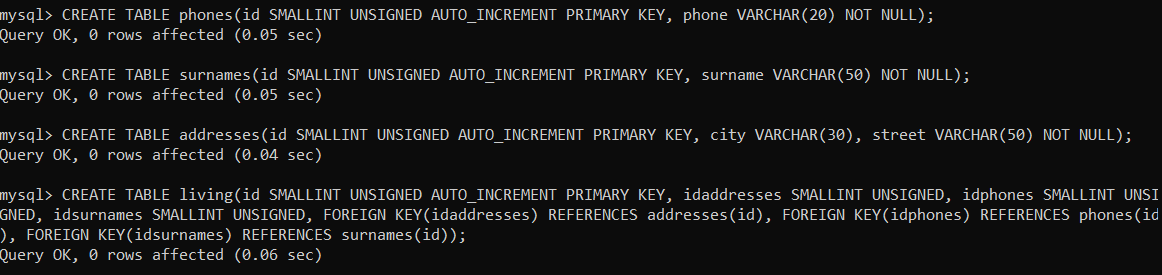 mysql> CREATE TABLE phones(id SMALLINT UNSIGNED AUTO_INCREMENT PRIMARY KEY, phone VARCHAR(20) NOT NULL);
Query OK, 0 rows affected (0.05 sec)
mysql> CREATE TABLE surnames(id SMALLINT UNSIGNED AUTO_INCREMENT PRIMARY KEY, surname VARCHAR(50) NOT NULL);
Query OK, 0 rows affected (0.05 sec)
mysql> CREATE TABLE addresses(id SMALLINT UNSIGNED AUTO_INCREMENT PRIMARY KEY, city VARCHAR(30), street VARCHAR(50) NOT NULL);
Query OK, 0 rows affected (0.04 sec)
mysql> CREATE TABLE living(id SMALLINT UNSIGNED AUTO_INCREMENT PRIMARY KEY, idaddresses SMALLINT UNSIGNED, idphones SMALLINT UNSI
GNED, idsurnames SMALLINT UNSIGNED, FOREIGN KEY(idaddresses) REFERENCES addresses(id), FOREIGN KEY(idphones) REFERENCES phones(id
), FOREIGN KEY(idsurnames) REFERENCES surnames(id));
Query OK, 0 rows affected (0.06 sec)